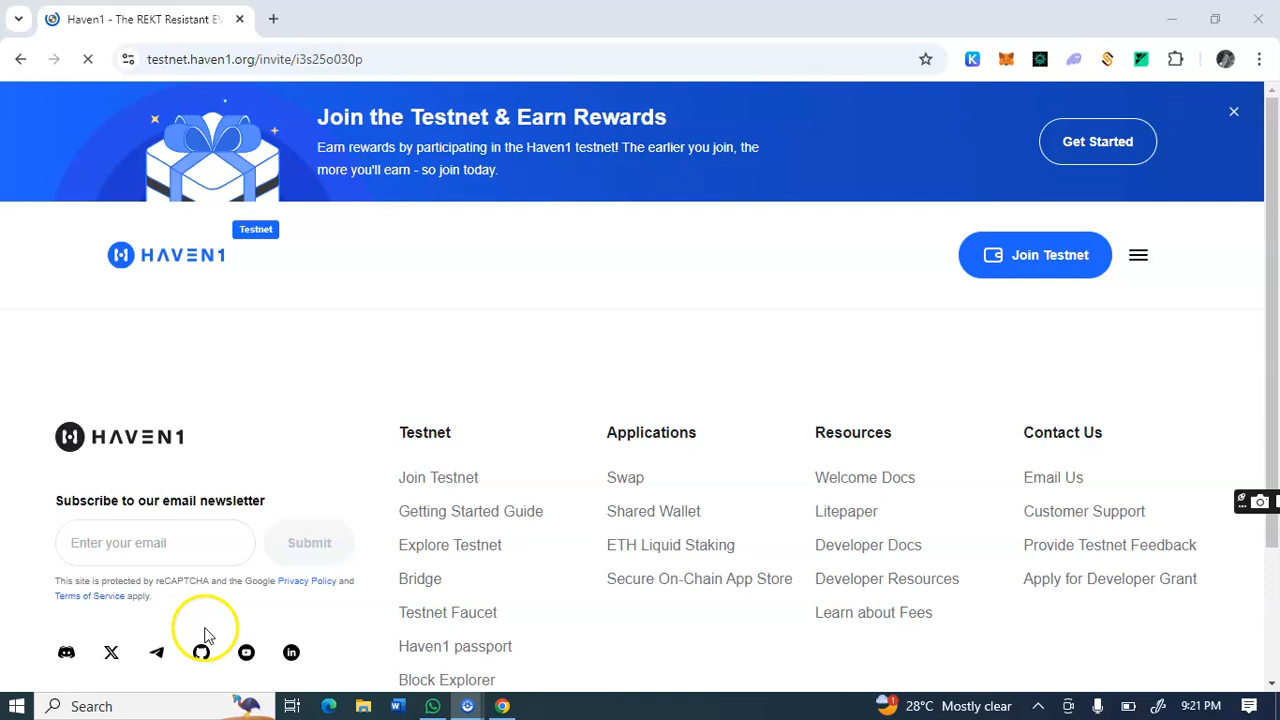 Haven1 - The REKT Resistant EV
testnet.haven1.org/invite/i3s25o030p
Join the Testnet & Earn Rewards
Earn rewards by participating in the Haven1 testnet! The earlier you join, the
more you'll earn - so join today.
Get Started
Testnet
HAVEN1
Join Testnet
HAVEN1
Subscribe to our email newsletter
Enter your email
Submit
This site is protected by reCAPTCHA and the Google Privacy Policy and
Terms of Service apply.
Testnet
Join Testnet
Getting Started Guide
Explore Testnet
Bridge
Testnet Faucet
Haven1 passport
Block Explorer
Applications
Swap
Shared Wallet
ETH Liquid Staking
Secure On-Chain App Store
Resources
Welcome Docs
Litepaper
Developer Docs
Developer Resources
Learn about Fees
Contact Us
Email Us
Customer Support
Provide Testnet Feedback
Apply for Developer Grant
Search
1
28°C Mostly clear
9:21 PM